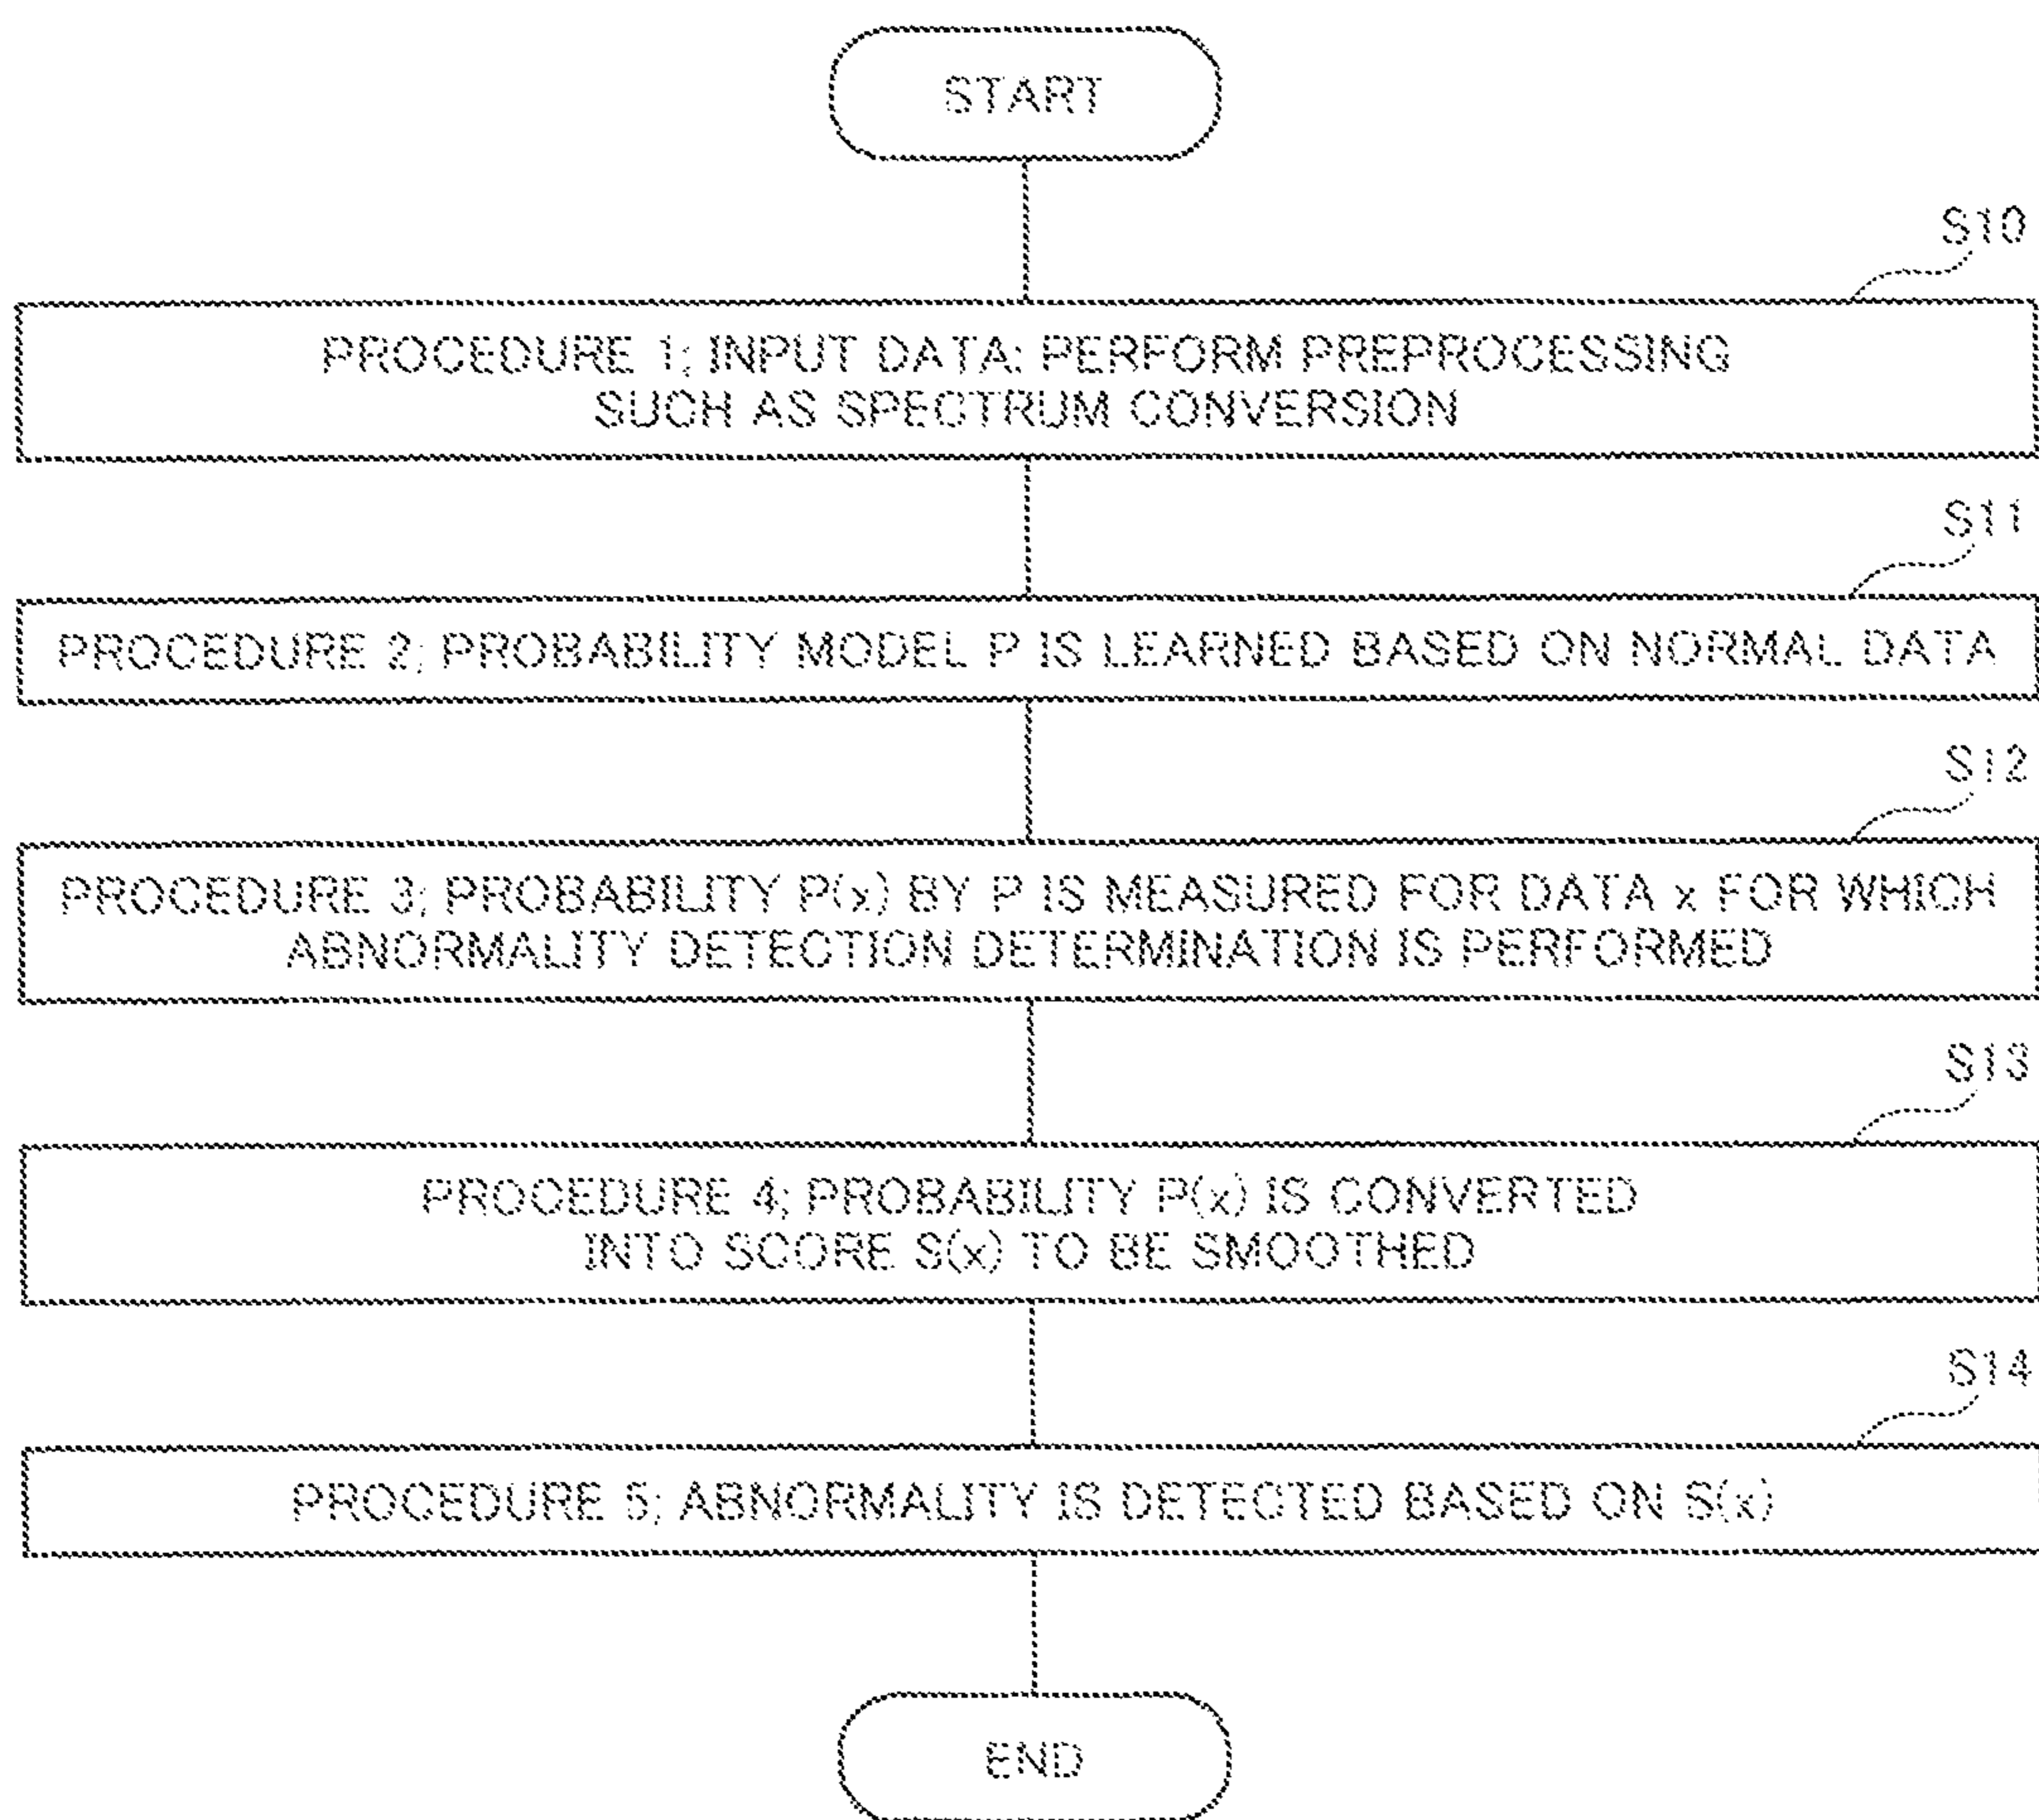 START
S10
PROCEDURE 1; INPUT DATA: PERFORM PREPROCESSING
SUCH AS SPECTRUM CONVERSION
S11
PROCEDURE 2; PROBABILITY MODEL P IS LEARNED BASED ON NORMAL DATA
S12
PROCEDURE 3; PROBABILITY P(x) BY P IS MEASURED FOR DATA x FOR WHICH
ABNORMALITY DETECTION DETERMINATION IS PERFORMED
S13
PROCEDURE 4; PROBABILITY P(x) IS CONVERTED
INTO SCORE S(x) TO BE SMOOTHED
S14
PROCEDURE 5; ABNORMALITY IS DETECTED BASED ON S(x)
END